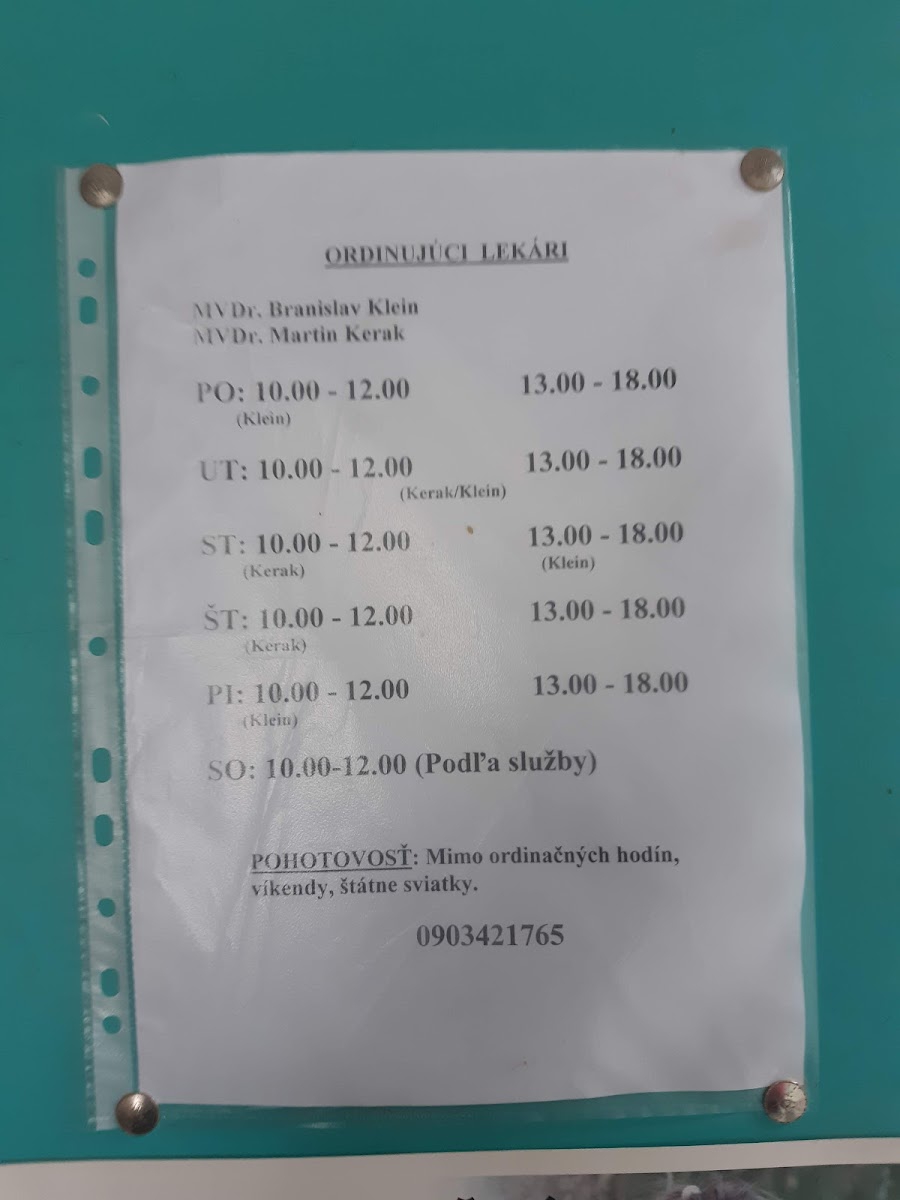 ORDINUJÚCI LEKÁRI
MVDr. Branislav Klein
MVDr. Martin Kerak
PO: 10.00 - 12.00 13.00 - 18.00
(Klein)
UT: 10.00 - 12.00 13.00 - 18.00
(Kerak/Klein)
ST: 10.00 - 12.00 13.00 - 18.00
(Kerak) (Klein)
ŠT: 10.00 - 12.00 13.00 - 18.00
(Kerak)
PI: 10.00 - 12.00 13.00 - 18.00
(Klein)
SO: 10.00-12.00 (Podľa služby)
POHOTOVOSŤ: Mimo ordinačných hodín,
víkendy, štátne sviatky.
0903421765